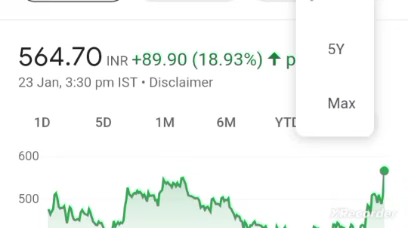 5Y
564.70 INR +89.90 (18.93%) ↑ p
23 Jan, 3:30 pm IST • Disclaimer
Max
1D 5D 1M 6M YTD
600
500
XRecorder